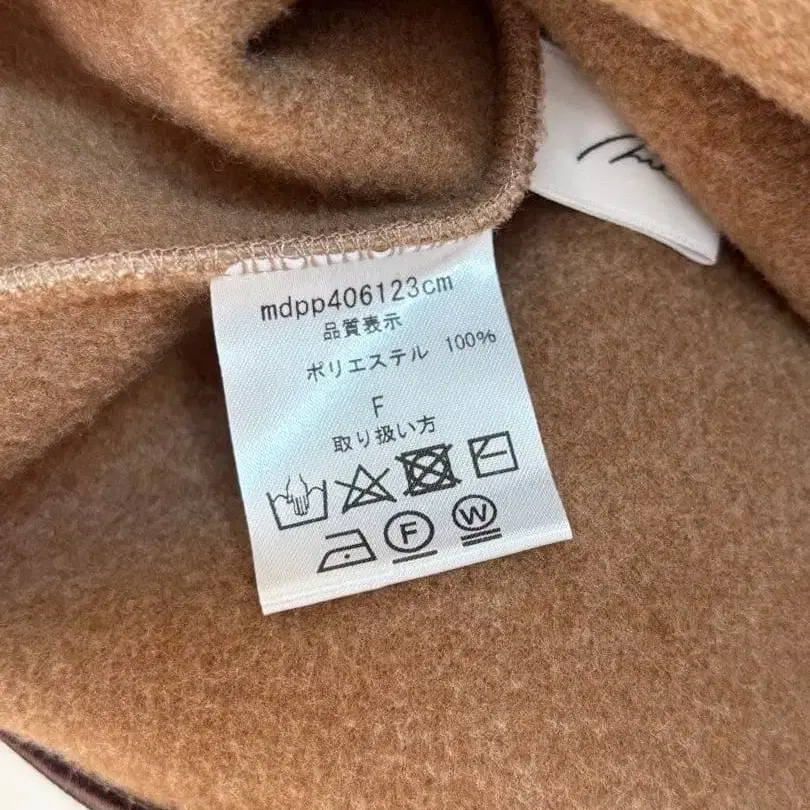 mdpp406123cm
品質表示
ポリエステル 100%
F
取り扱い方
F W